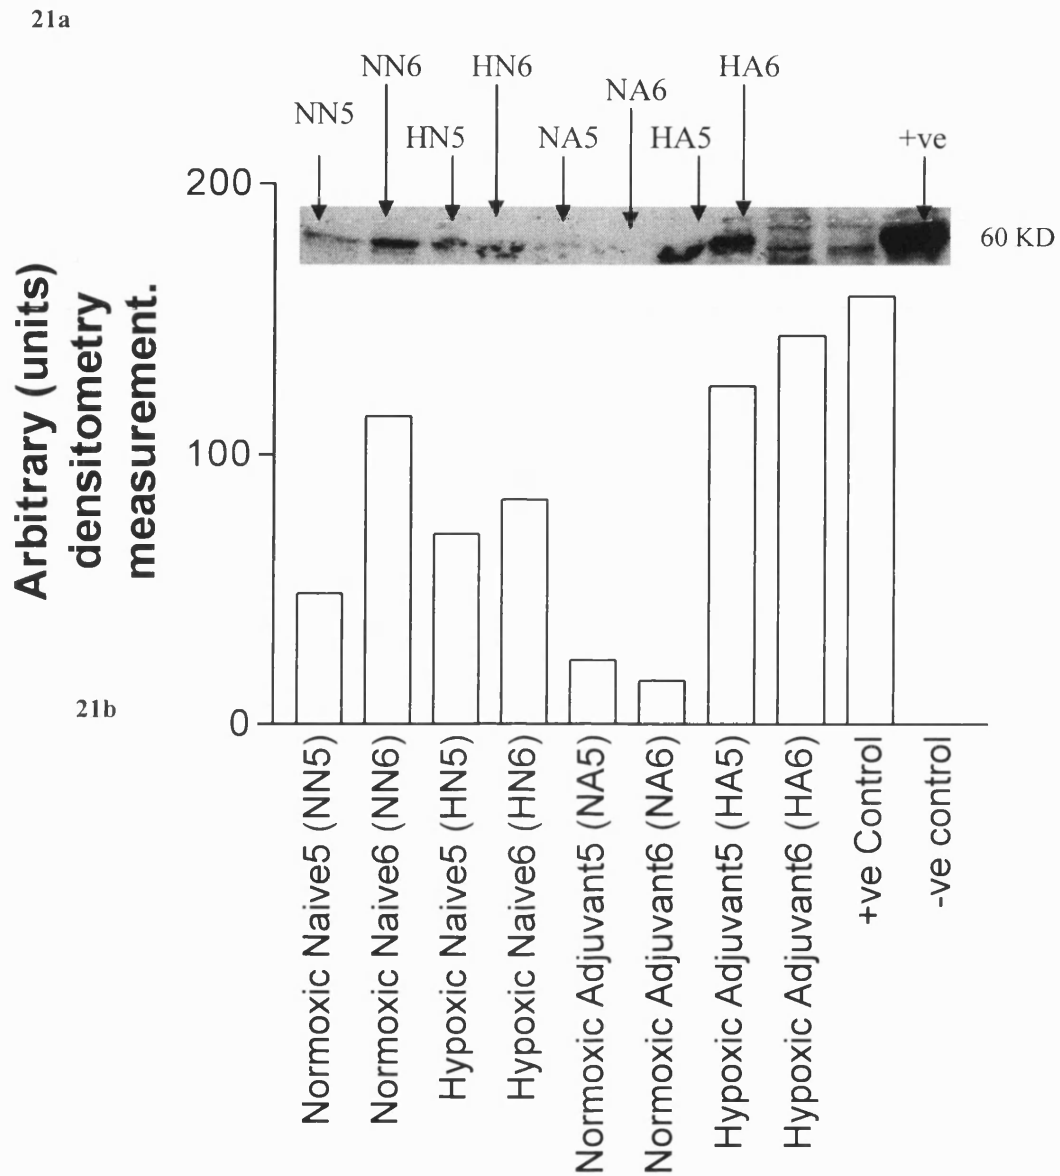 21a
NN6
HN6
HA6
NA6
NN5
HN5
NA5
HA5
+ve
200
60 KD
Arbitrary (units)
densitometry
measurement.
100
21b
0
Normoxic Naive5 (NN5)
Normoxic Naive6 (NN6)
Hypoxic Naive5 (HN5)
Hypoxic Naive6 (HN6)
Normoxic Adjuvant5 (NA5)
Normoxic Adjuvant6 (NA6)
Hypoxic Adjuvant5 (HA5)
Hypoxic Adjuvant6 (HA6)
+ve Control
-ve control